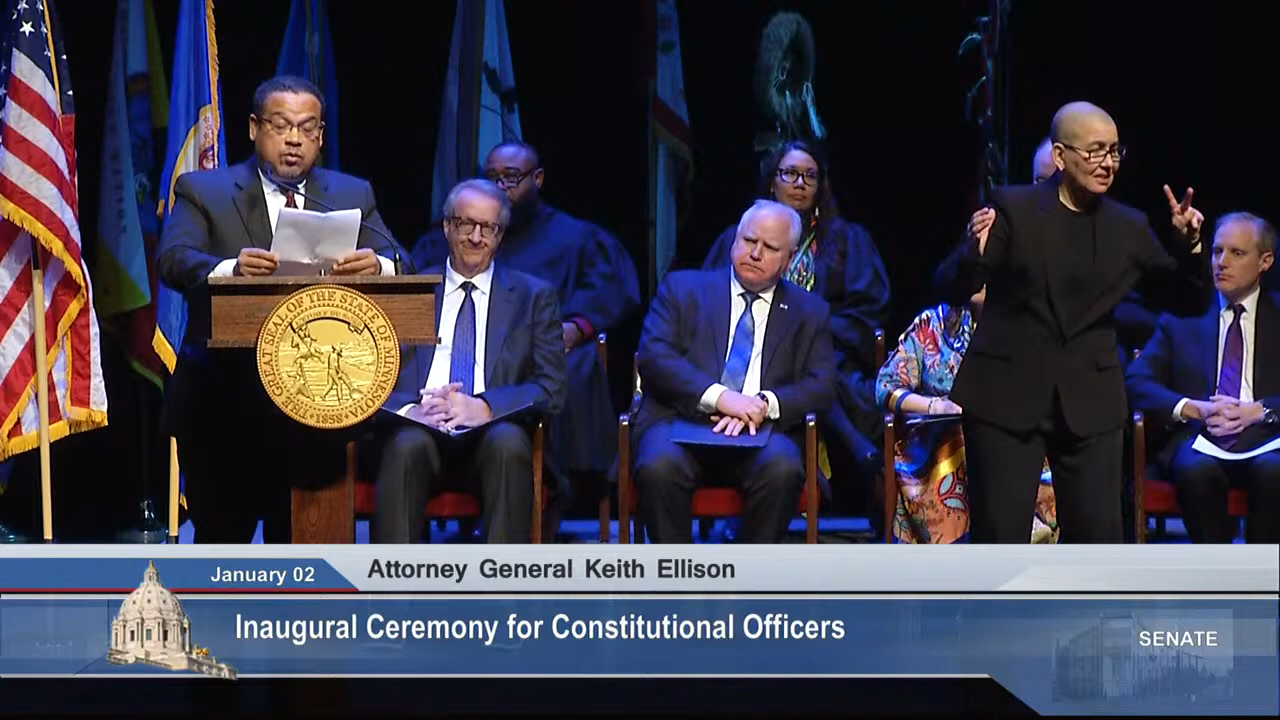 THE GREAT SEAL OF THE STATE OF MINNESOTA
1858
January 02
Attorney General Keith Ellison
Inaugural Ceremony for Constitutional Officers
SENATE